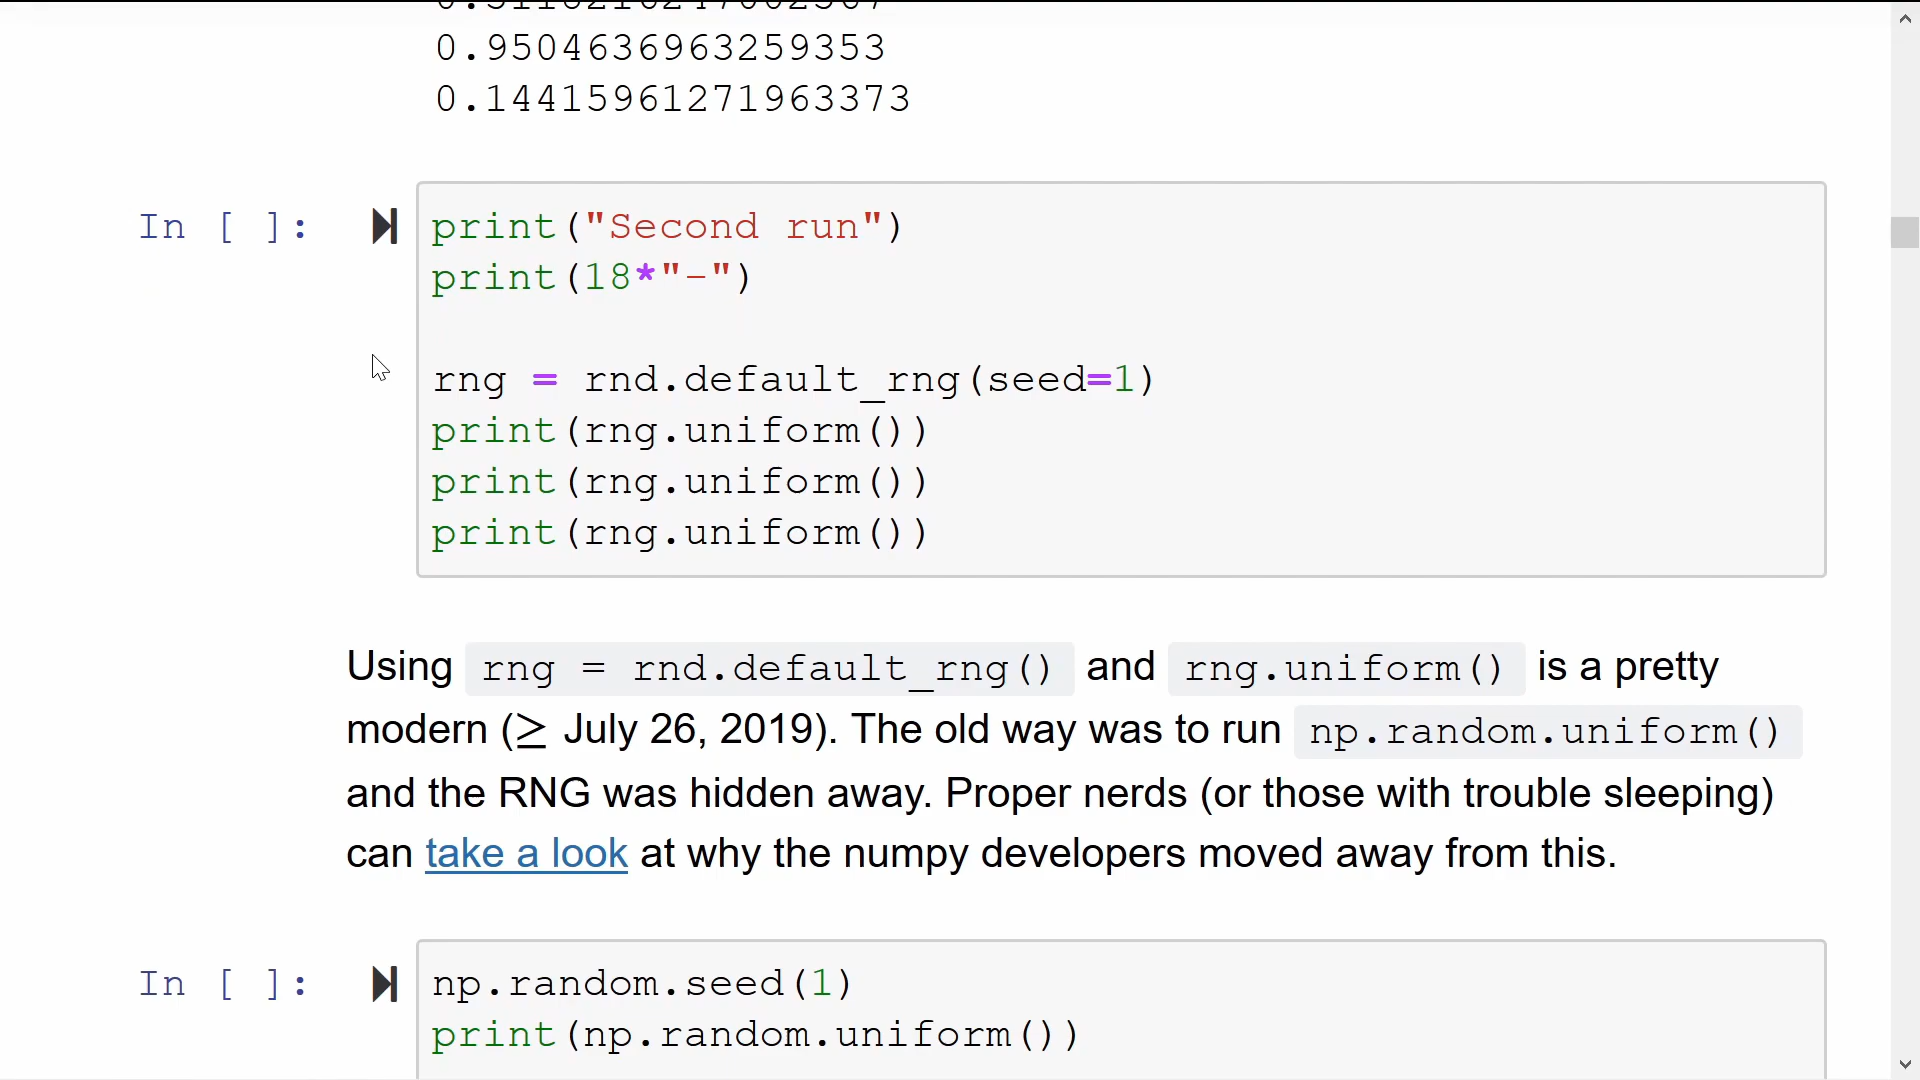 0.9504636963259353
0.14415961271963373
In [ ]:
print("Second run")
print(18*"-")
rng = rnd.default_rng(seed=1)
print(rng.uniform())
print(rng.uniform())
print(rng.uniform())
Using rng = rnd.default_rng() and rng.uniform() is a pretty
modern (≥ July 26, 2019). The old way was to run np.random.uniform()
and the RNG was hidden away. Proper nerds (or those with trouble sleeping)
can take a look at why the numpy developers moved away from this.
In [ ]:
np.random.seed(1)
print(np.random.uniform())